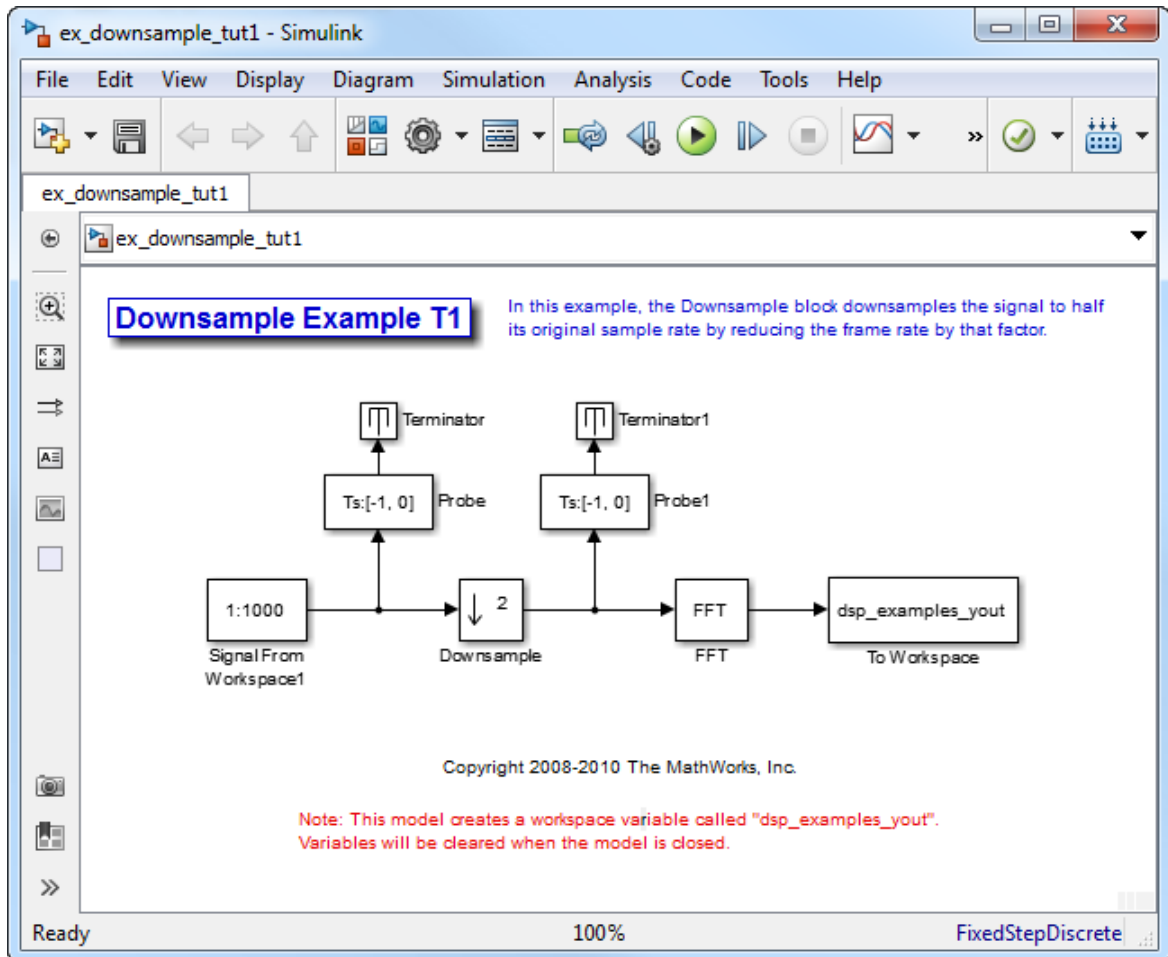 ex_downsample_tut1 - Simulink
File Edit View Display Diagram Simulation Analysis Code Tools Help
ex_downsample_tut1
ex_downsample_tut1
Downsample Example T1
In this example, the Downsample block downsamples the signal to half
its original sample rate by reducing the frame rate by that factor.
Terminator
Terminator1
Ts:[-1, 0]
Probe
Ts:[-1, 0]
Probe1
1:1000
2
FFT
dsp_examples_yout
Signal From
Workspace1
Downsample
FFT
To Workspace
Copyright 2008-2010 The MathWorks, Inc.
Note: This model creates a workspace variable called "dsp_examples_yout".
Variables will be cleared when the model is closed.
Ready
100%
FixedStepDiscrete